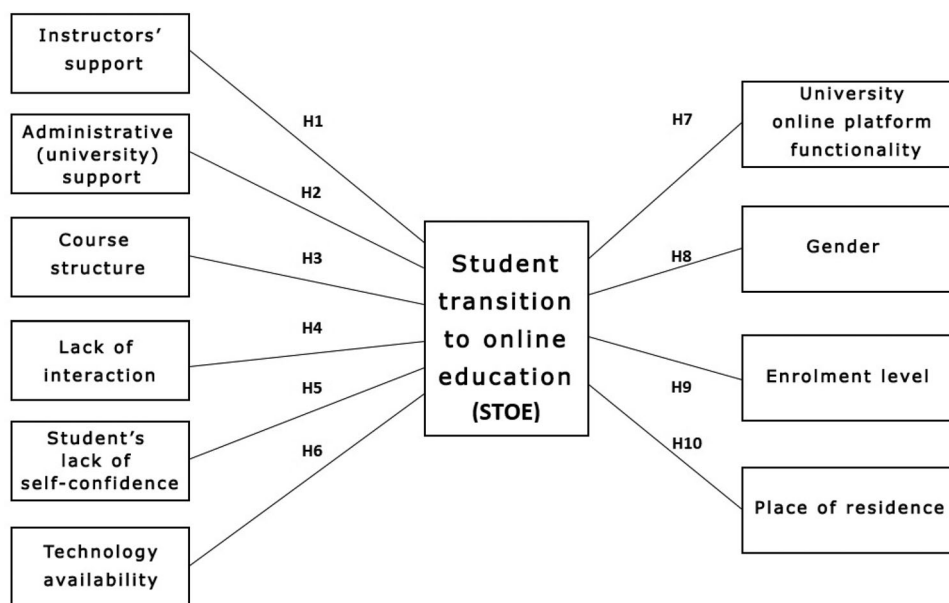 Instructors'
support
Administrative
(university)
support
Course
structure
Lack of
interaction
Student's
lack of
self-confidence
Technology
availability
H1
H2
H3
H4
H5
H6
Student
transition
to online
education
(STOE)
H7
H8
H9
H10
University
online platform
functionality
Gender
Enrolment level
Place of residence